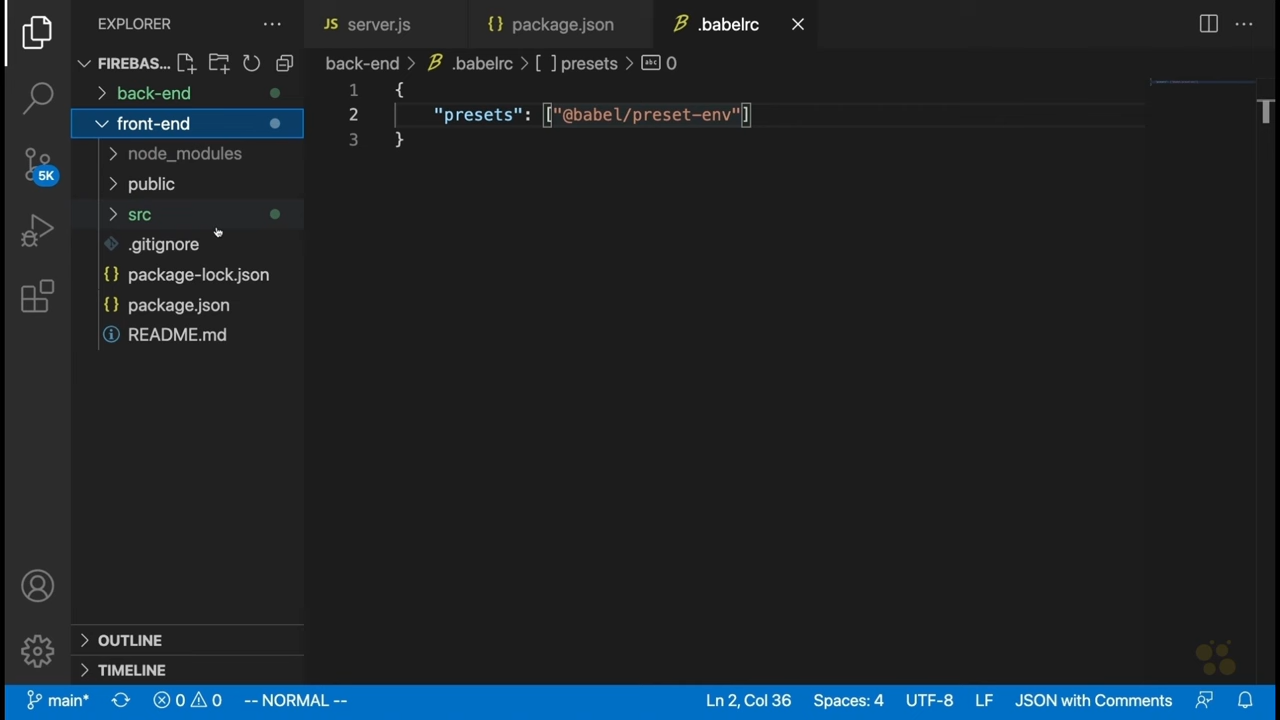 EXPLORER
FIREBAS...
back-end
front-end
node_modules
public
src
.gitignore
package-lock.json
package.json
README.md
OUTLINE
TIMELINE
5K
JS server.js
{} package.json
.babelrc
back-end > .babelrc > [ ] presets > abc 0
1 {
2 "presets": ["@babel/preset-env"]
3 }
main* 0 0 -- NORMAL -- Ln 2, Col 36 Spaces: 4 UTF-8 LF JSON with Comments